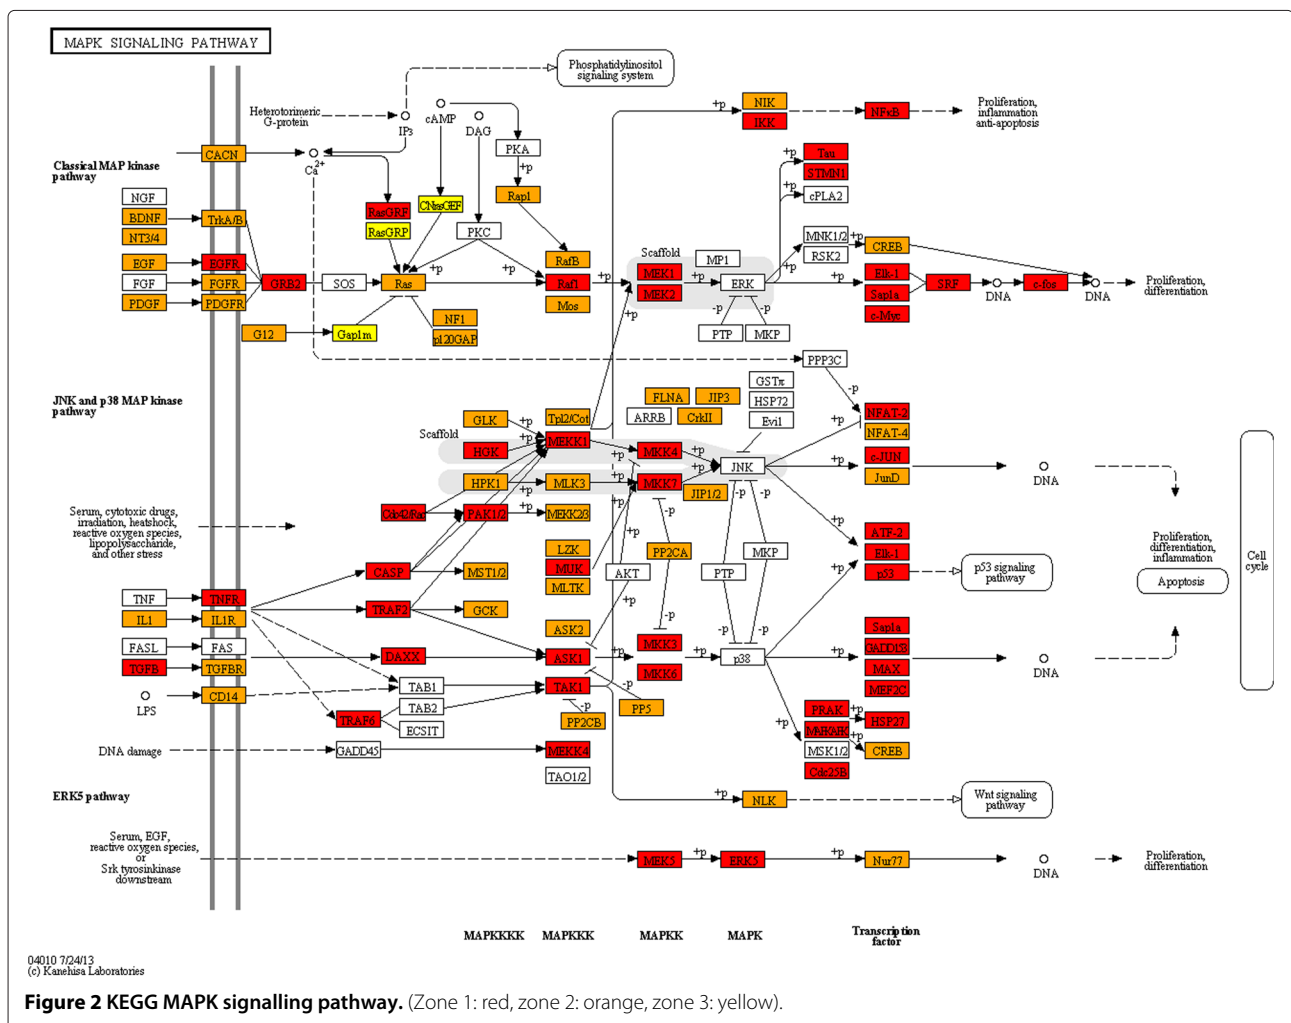 MAPK SIGNALING PATHWAY
Phosphatidylinositol
signaling system
Heterotorimeric
G-protein
IP3
cAMP
DAG
PKA
+p
NIK
IKK
+p
NFκB
Proliferation,
inflammation
anti-apoptosis
CACN
Ca2+
Classical MAP kinase
pathway
NGF
BDNF
NT3/4
TrkA/B
RasGRF
RasGRP
CNrasGEF
PKC
Rap1
+p
Tau
STMN1
+p
cPLA2
EGF
FGF
PDGF
EGFR
FGFR
PDGFR
GRB2
SOS
Ras
+p
+p
RafB
Raf1
Mos
+p
Scaffold
MEK1
MEK2
MP1
+p
ERK
+p
MNK1/2
RSK2
+p
CREB
+p
Elk-1
Sap1a
c-Myc
SRF
DNA
c-fos
DNA
Proliferation,
differentiation
G12
Gap1m
NF1
p120GAP
-p
-p
PTP
MKP
+p
PPP3C
-p
JNK and p38 MAP kinase
pathway
GLK
HGK
HPK1
Scaffold
+p
+p
+p
Tpl2/Cot
MEKK1
MLK3
+p
+p
FLNA
JIP3
ARRB
CrkII
GSTπ
HSP72
Evi1
MKK4
MKK7
+p
+p
JIP1/2
JNK
+p
+p
NFAT-2
NFAT-4
c-JUN
JunD
DNA
Cell
cycle
Serum, cytotoxic drugs,
irradiation, heatshock,
reactive oxygen species,
lipopolysaccharide,
and other stress
Cdc42/Rac
+p
PAK1/2
+p
MEKK2/3
LZK
MUK
MLTK
+p
-p
PP2CA
AKT
+p
-p
-p
-p
PTP
MKP
+p
ATF-2
Elk-1
p53
+p
p53 signaling
pathway
Proliferation,
differentiation,
inflammation
Apoptosis
CASP
MST1/2
TNF
TNFR
IL1
IL1R
TRAF2
GCK
ASK2
-p
-p
-p
FASL
FAS
TGFB
TGFBR
DAXX
ASK1
+p
MKK3
MKK6
+p
p38
+p
Sap1a
GADD153
MAX
MEF2C
DNA
LPS
CD14
TAB1
TAB2
ECSIT
TRAF6
TAK1
-p
-p
PP2CB
PP5
+p
PRAK
MAPKAPK
MSK1/2
Cdc25B
+p
+p
HSP27
CREB
DNA damage
GADD45
MEKK4
TAO1/2
ERK5 pathway
+p
NLK
Wnt signaling
pathway
Serum, EGF,
reactive oxygen species,
or
Srk tyrosinkinase
downstream
MEK5
+p
ERK5
+p
Nur77
DNA
Proliferation,
differentiation
MAPKKKK
MAPKKK
MAPKK
MAPK
Transcription
factor
04010 7/24/13
(c) Kanehisa Laboratories
Figure 2 KEGG MAPK signalling pathway. (Zone 1: red, zone 2: orange, zone 3: yellow).